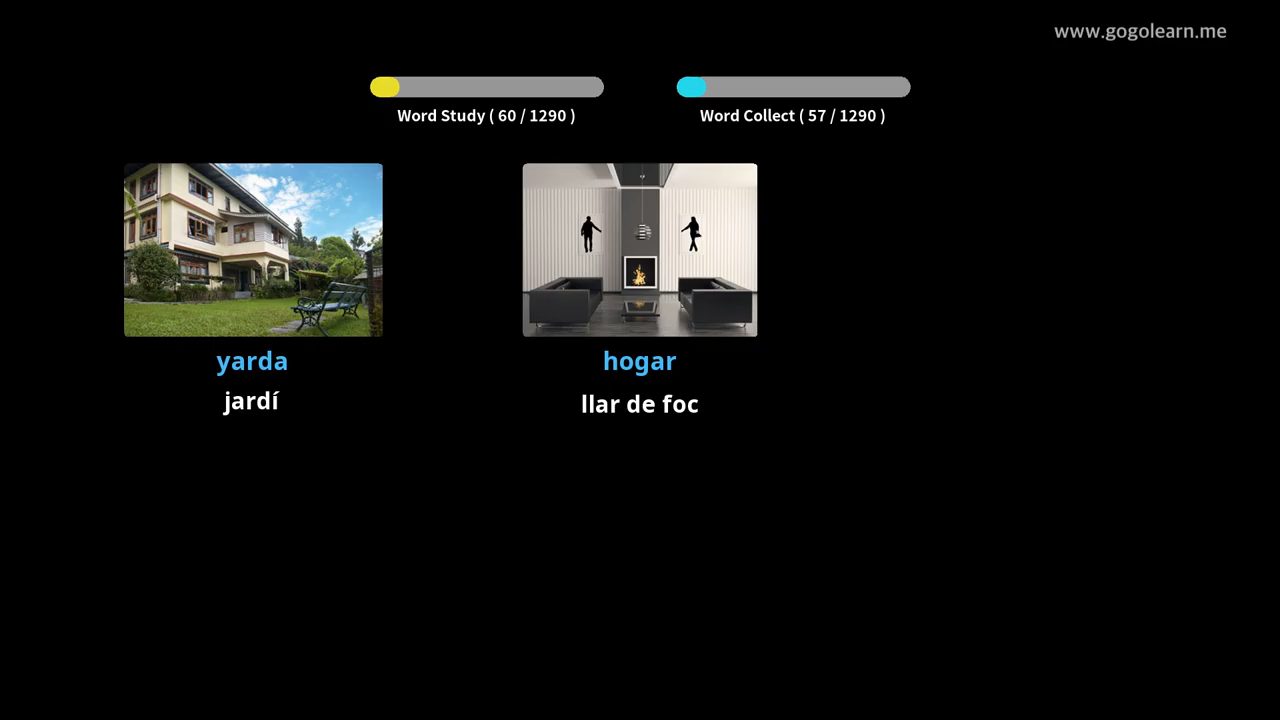 www.gogolearn.me
Word Study ( 60 / 1290 )
Word Collect ( 57 / 1290 )
yarda
jardí
hogar
llar de foc